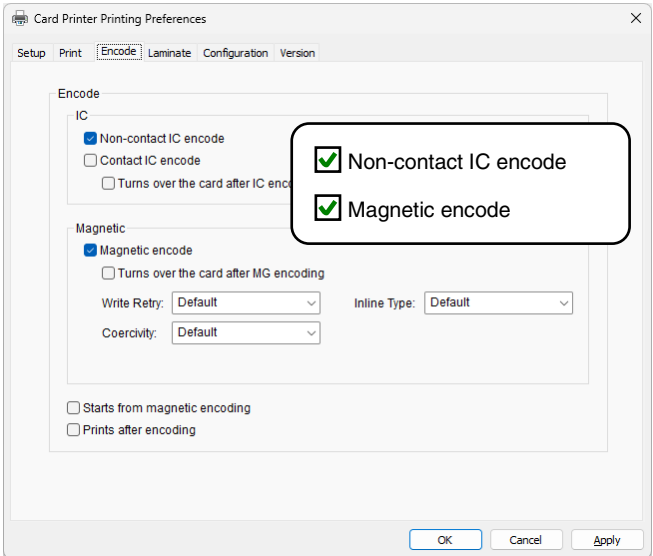 Card Printer Printing Preferences
Setup Print Encode Laminate Configuration Version
Encode
IC
Non-contact IC encode
Contact IC encode
Turns over the card after IC
Non-contact IC encode
Magnetic encode
Magnetic
Magnetic encode
Turns over the card after MG encoding
Write Retry: Default Inline Type: Default
Coercivity: Default
Starts from magnetic encoding
Prints after encoding
OK Cancel Apply